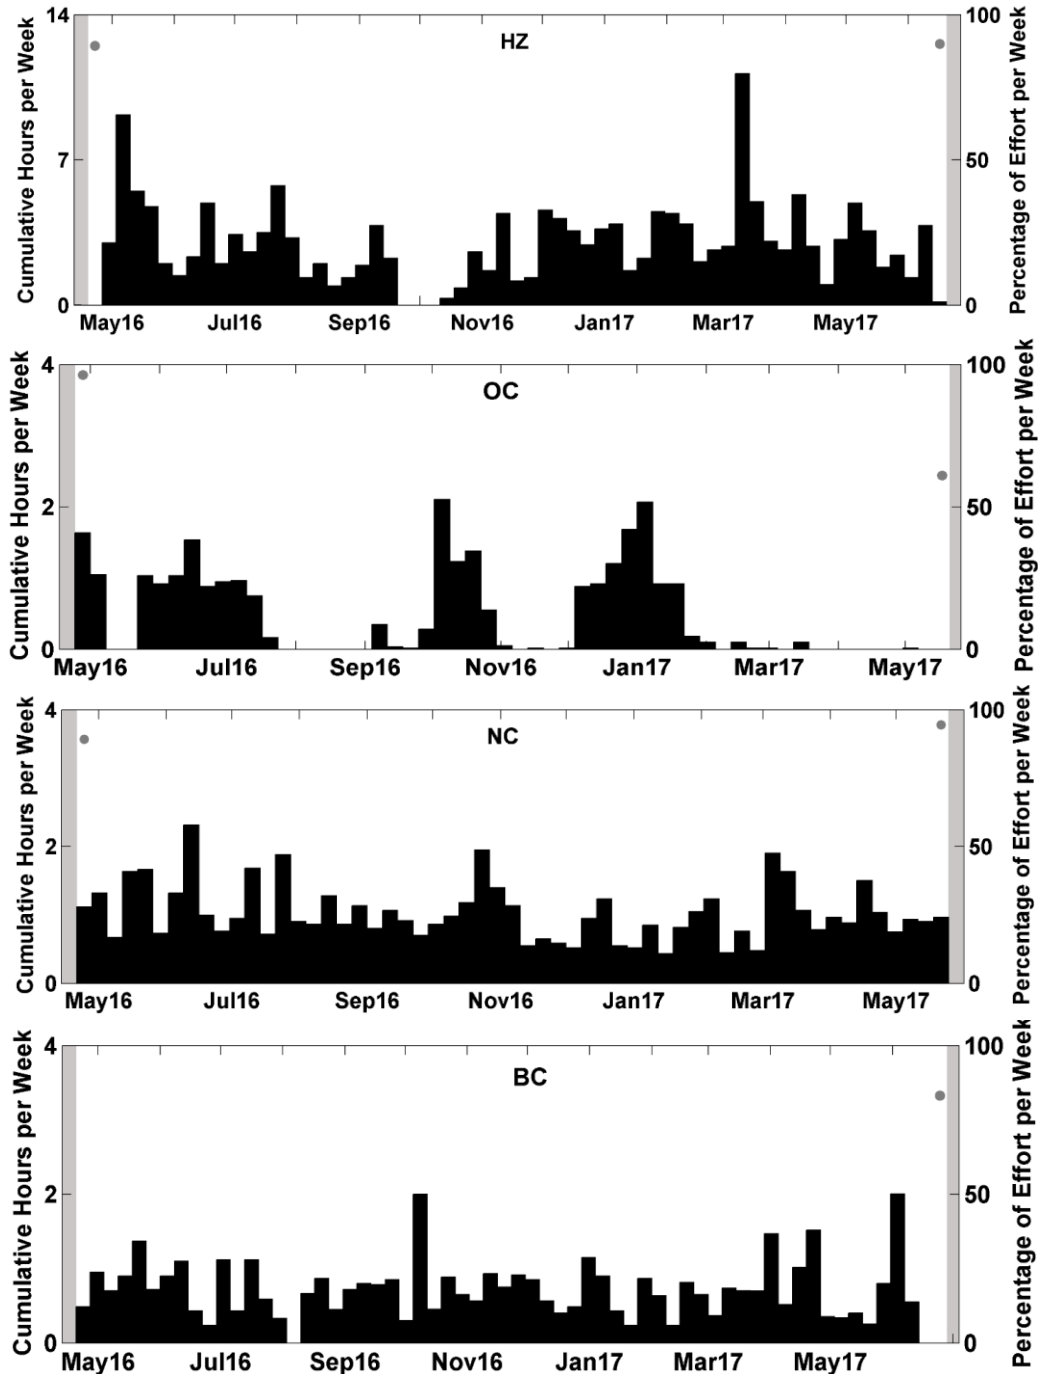 HZ
Cumulative Hours per Week
14
7
0
Percentage of Effort per Week
100
50
0
May16 Jul16 Sep16 Nov16 Jan17 Mar17 May17
OC
Cumulative Hours per Week
4
2
0
Percentage of Effort per Week
100
50
0
May16 Jul16 Sep16 Nov16 Jan17 Mar17 May17
NC
Cumulative Hours per Week
4
2
0
Percentage of Effort per Week
100
50
0
May16 Jul16 Sep16 Nov16 Jan17 Mar17 May17
BC
Cumulative Hours per Week
4
2
0
Percentage of Effort per Week
100
50
0
May16 Jul16 Sep16 Nov16 Jan17 Mar17 May17